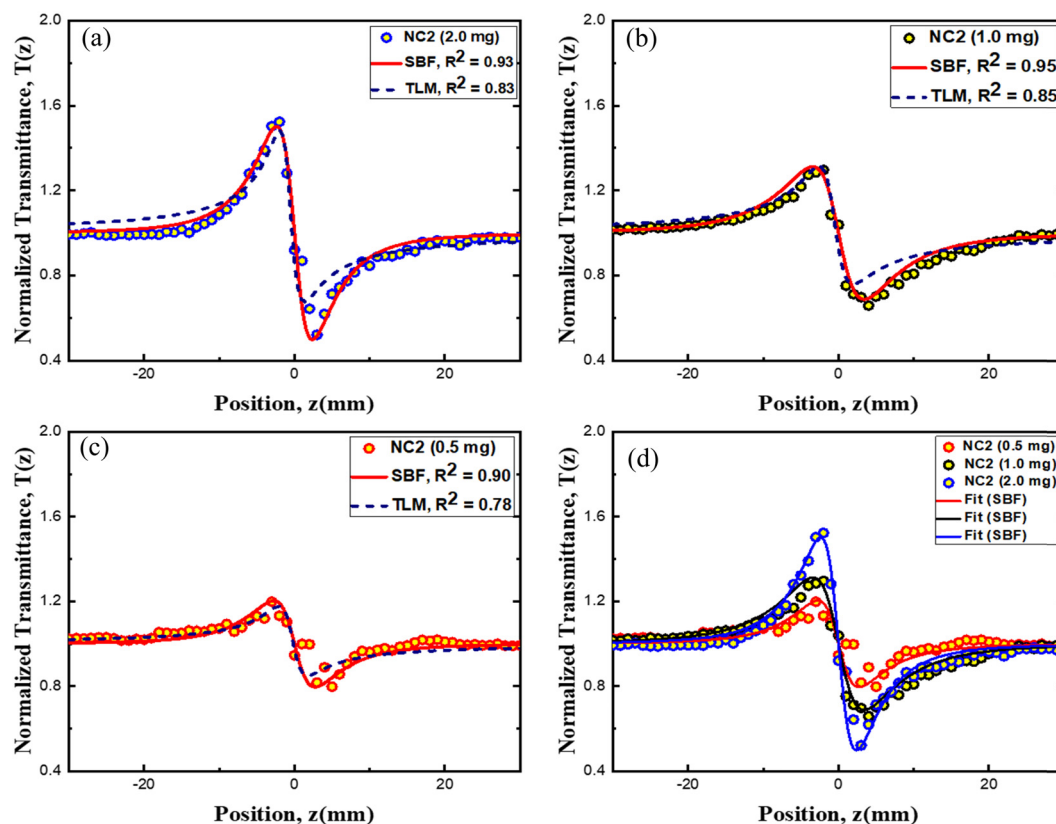 (a)
NC2 (2.0 mg)
SBF, R² = 0.93
TLM, R² = 0.83
Normalized Transmittance, T(z)
2.0
1.6
1.2
0.8
0.4
-20
0
20
Position, z(mm)
(b)
NC2 (1.0 mg)
SBF, R² = 0.95
TLM, R² = 0.85
Normalized Transmittance, T(z)
2.0
1.6
1.2
0.8
0.4
-20
0
20
Position, z(mm)
(c)
NC2 (0.5 mg)
SBF, R² = 0.90
TLM, R² = 0.78
Normalized Transmittance, T(z)
2.0
1.6
1.2
0.8
0.4
-20
0
20
Position, z(mm)
(d)
NC2 (0.5 mg)
NC2 (1.0 mg)
NC2 (2.0 mg)
Fit (SBF)
Fit (SBF)
Fit (SBF)
Normalized Transmittance, T(z)
2.0
1.6
1.2
0.8
0.4
-20
0
20
Position, z(mm)